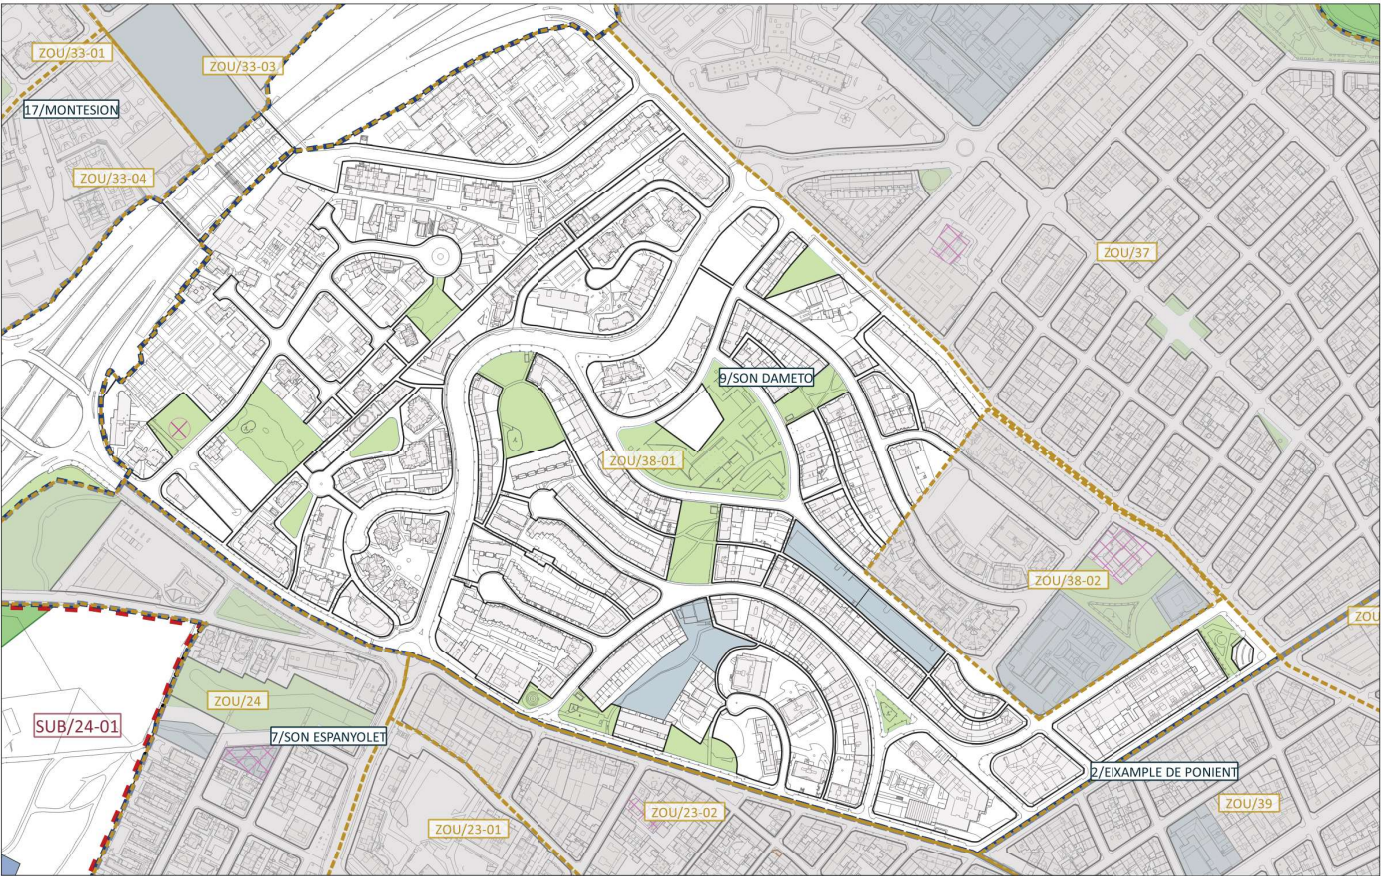 ZOU/33-01
ZOU/33-03
17/MONTESION
ZOU/33-04
ZOU/37
9/SON DAMETO
ZOU/38-01
ZOU/38-02
ZOU
ZOU/24
SUB/24-01
7/SON ESPANYOLET
2/EIXAMPLE DE PONIENT
ZOU/39
ZOU/23-02
ZOU/23-01